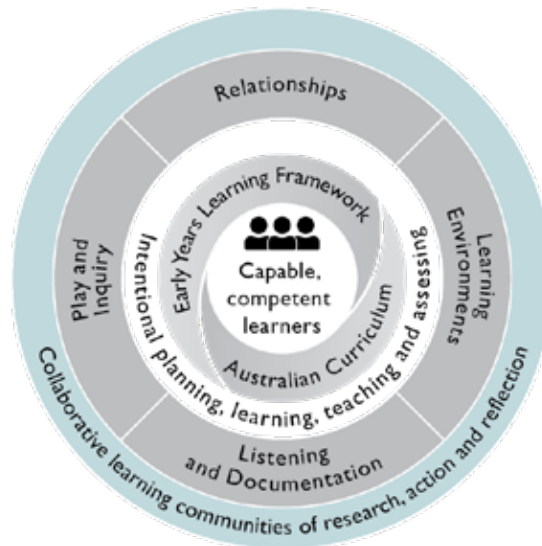 Relationships
Learning
Environments
Play and
Inquiry
Listening
and Documentation
Early Years Learning Framework
Australian Curriculum
Capable,
competent
learners
Intentional planning, learning, teaching and assessing
Collaborative learning communities of research, action and reflection